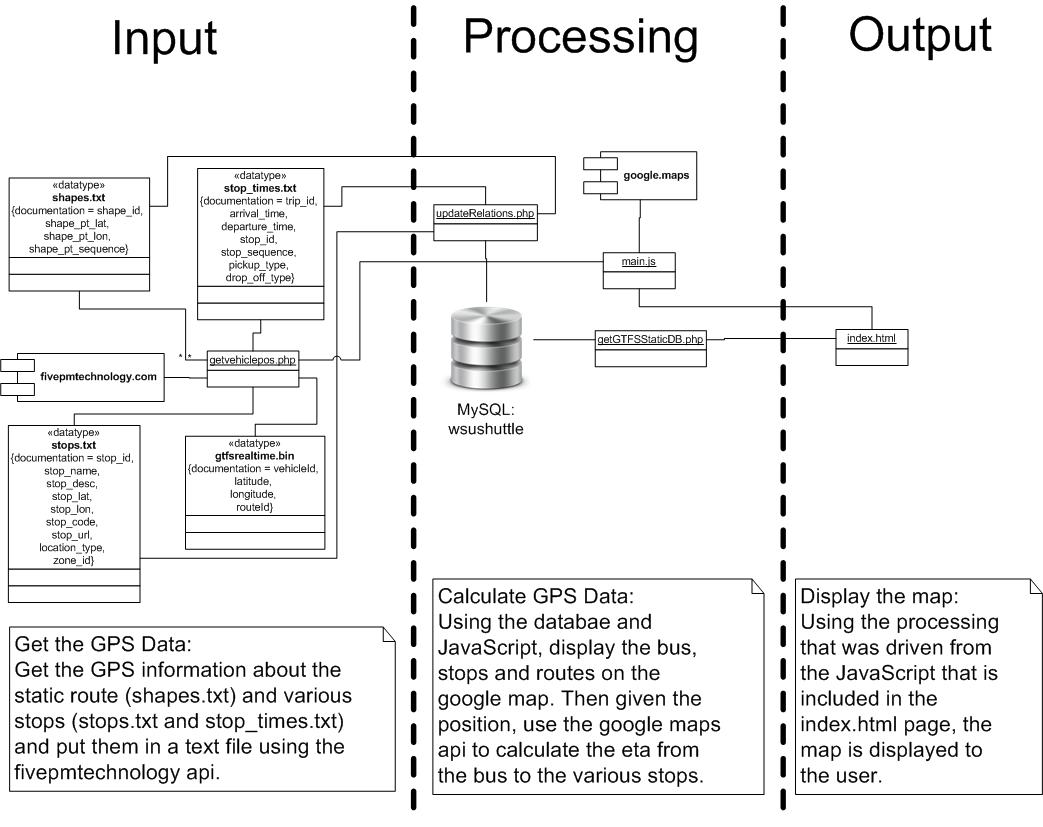 Input
Processing
Output
«datatype»
shapes.txt
{documentation = shape_id,
shape_pt_lat,
shape_pt_lon,
shape_pt_sequence}
«datatype»
stop_times.txt
{documentation = trip_id,
arrival_time,
departure_time,
stop_id,
stop_sequence,
pickup_type,
drop_off_type}
* *
getvehiclepos.php
fivepmtechnology.com
«datatype»
stops.txt
{documentation = stop_id,
stop_name,
stop_desc,
stop_lat,
stop_lon,
stop_code,
stop_url,
location_type,
zone_id}
«datatype»
gtfsrealtime.bin
{documentation = vehicleId,
latitude,
longitude,
routeId}
updateRelations.php
google.maps
main.js
getGTFSStaticDB.php
MySQL:
wsushuttle
index.html
Get the GPS Data:
Get the GPS information about the
static route (shapes.txt) and various
stops (stops.txt and stop_times.txt)
and put them in a text file using the
fivepmtechnology api.
Calculate GPS Data:
Using the databae and
JavaScript, display the bus,
stops and routes on the
google map. Then given the
position, use the google maps
api to calculate the eta from
the bus to the various stops.
Display the map:
Using the processing
that was driven from
the JavaScript that is
included in the
index.html page, the
map is displayed to
the user.